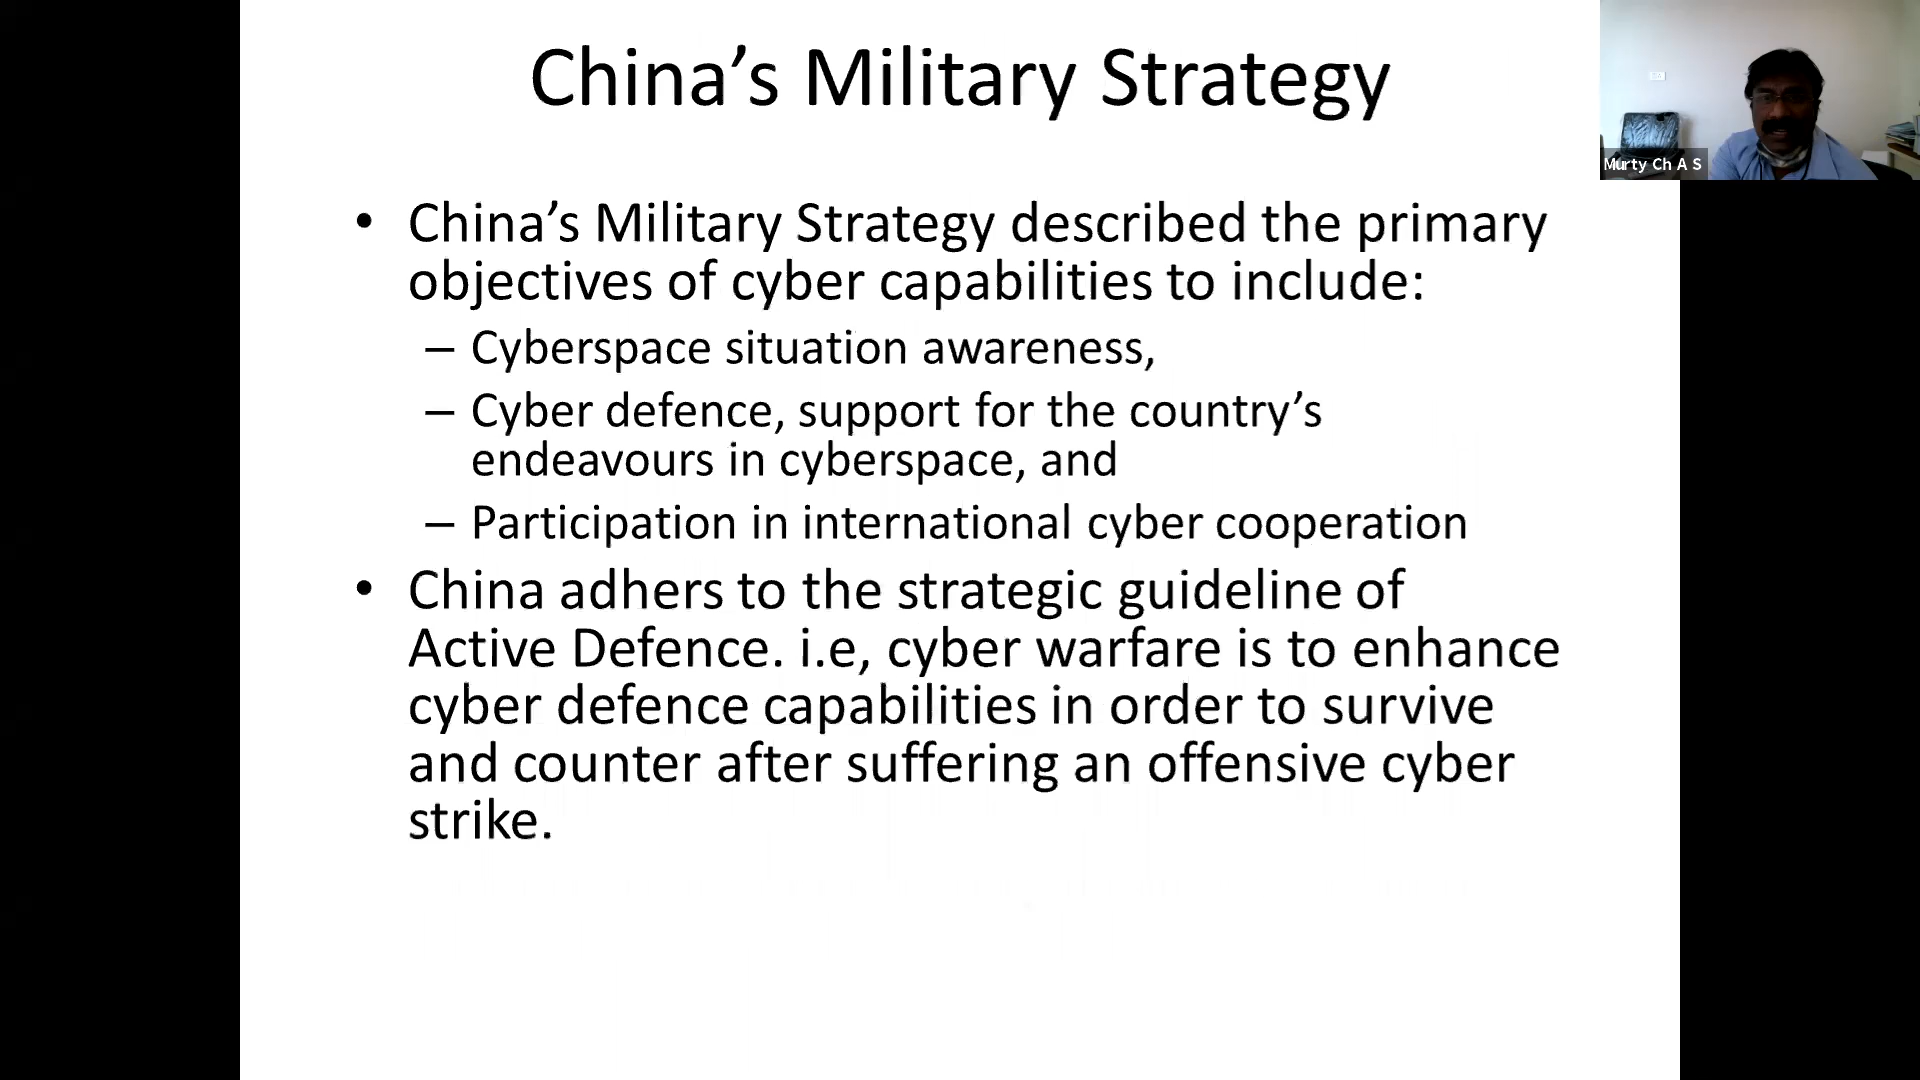 China’s Military Strategy
Murty Ch A S
• China’s Military Strategy described the primary
objectives of cyber capabilities to include:
– Cyberspace situation awareness,
– Cyber defence, support for the country’s
endeavours in cyberspace, and
– Participation in international cyber cooperation
• China adhers to the strategic guideline of
Active Defence. i.e, cyber warfare is to enhance
cyber defence capabilities in order to survive
and counter after suffering an offensive cyber
strike.